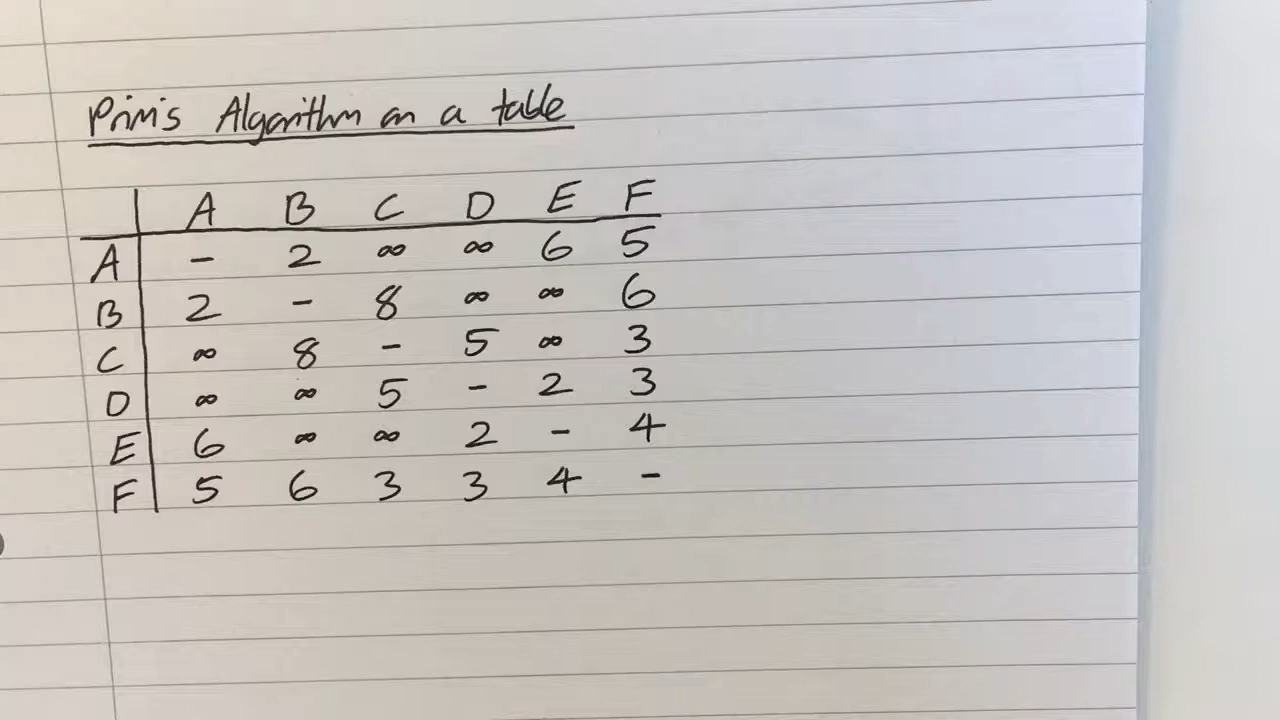 Prim's Algorithm on a table
A B C D E F
A - 2 ∞ ∞ 6 5
B 2 - 8 ∞ ∞ 6
C ∞ 8 - 5 ∞ 3
D ∞ ∞ 5 - 2 3
E 6 ∞ ∞ 2 - 4
F 5 6 3 3 4 -